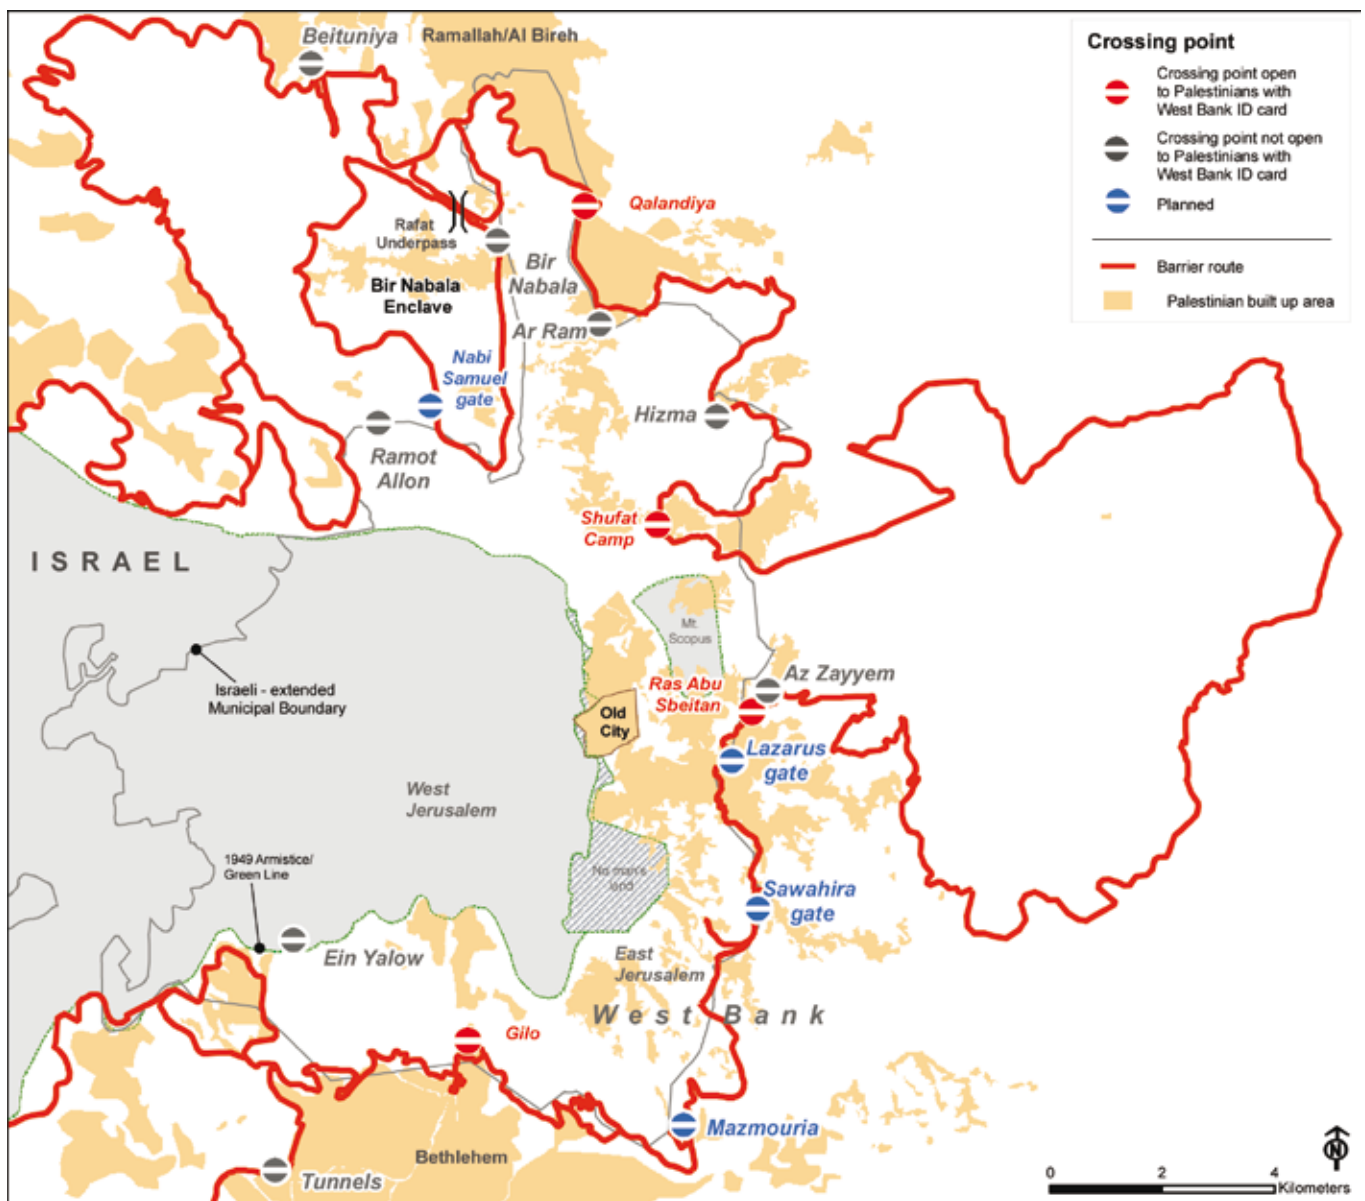 Beituniya
Ramallah/Al Bireh
Crossing point
Crossing point open
to Palestinians with
West Bank ID card
Crossing point not open
to Palestinians with
West Bank ID card
Planned
Barrier route
Palestinian built up area
Qalandiya
Rafat
Underpass
Bir
Nabala
Bir Nabala
Enclave
Ar Ram
Nabi
Samuel
gate
Hizma
Ramot
Allon
Shufat
Camp
ISRAEL
Mt.
Scopus
Israeli - extended
Municipal Boundary
Ras Abu
Sbeitan
Az Zayyem
Old
City
Lazarus
gate
West
Jerusalem
1949 Armistice/
Green Line
No man's
land
Sawahira
gate
Ein Yalow
East
Jerusalem
West Bank
Gilo
Mazmouria
Bethlehem
Tunnels
0 2 4
Kilometers
N